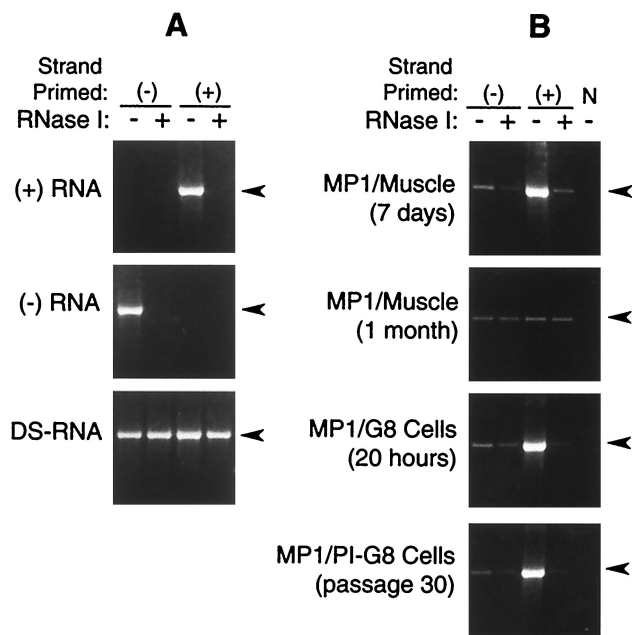 A
Strand
Primed: (-) (+)
RNase I: - + - +
(+) RNA
(-) RNA
DS-RNA
B
Strand
Primed: (-) (+) N
RNase I: - + - + -
MP1/Muscle
(7 days)
MP1/Muscle
(1 month)
MP1/G8 Cells
(20 hours)
MP1/PI-G8 Cells
(passage 30)